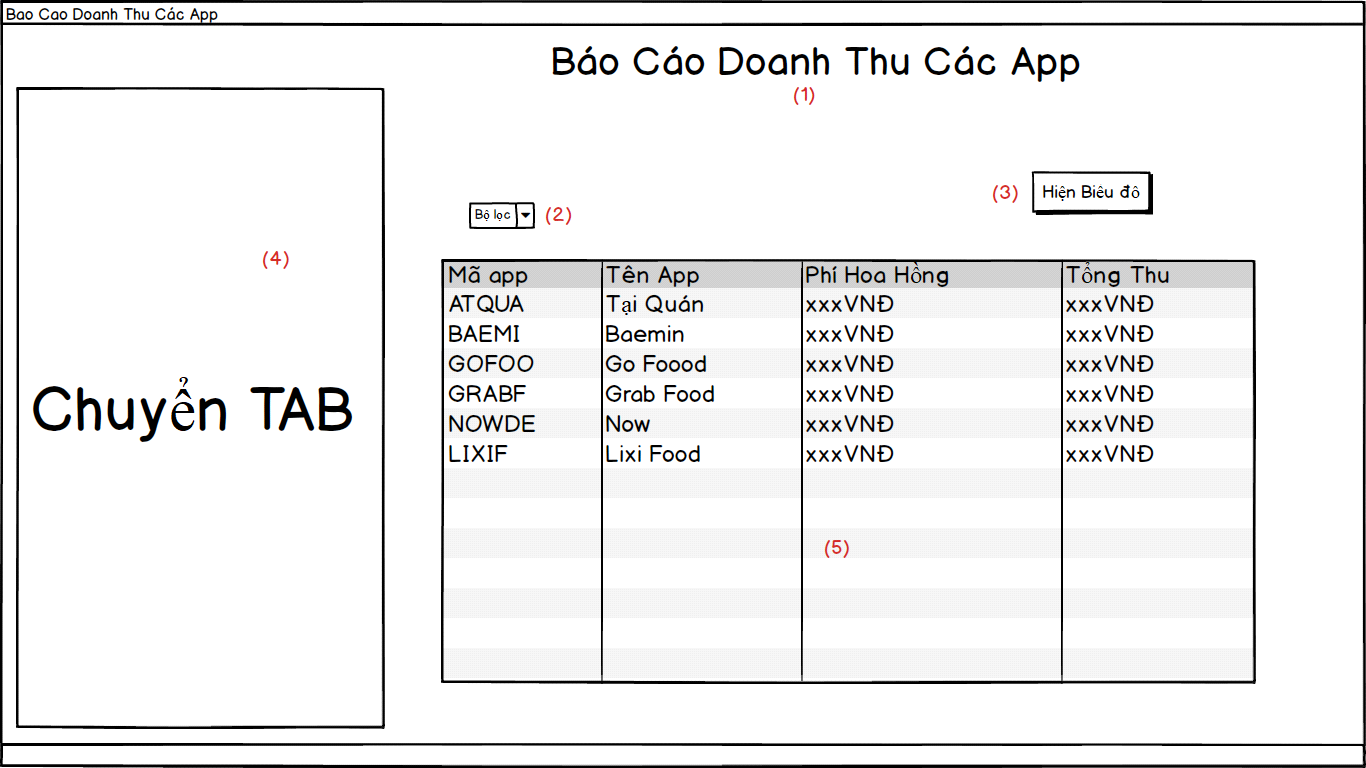 Bao Cao Doanh Thu Các App
Báo Cáo Doanh Thu Các App
(1)
(3) Hiện Biêu đô
Bộ lọc (2)
(4)
Chuyển TAB
Mã app Tên App Phí Hoa Hồng Tổng Thu
ATQUA Tại Quán xxxVNĐ xxxVNĐ
BAEMI Baemin xxxVNĐ xxxVNĐ
GOFOO Go Foood xxxVNĐ xxxVNĐ
GRABF Grab Food xxxVNĐ xxxVNĐ
NOWDE Now xxxVNĐ xxxVNĐ
LIXIF Lixi Food xxxVNĐ xxxVNĐ
(5)